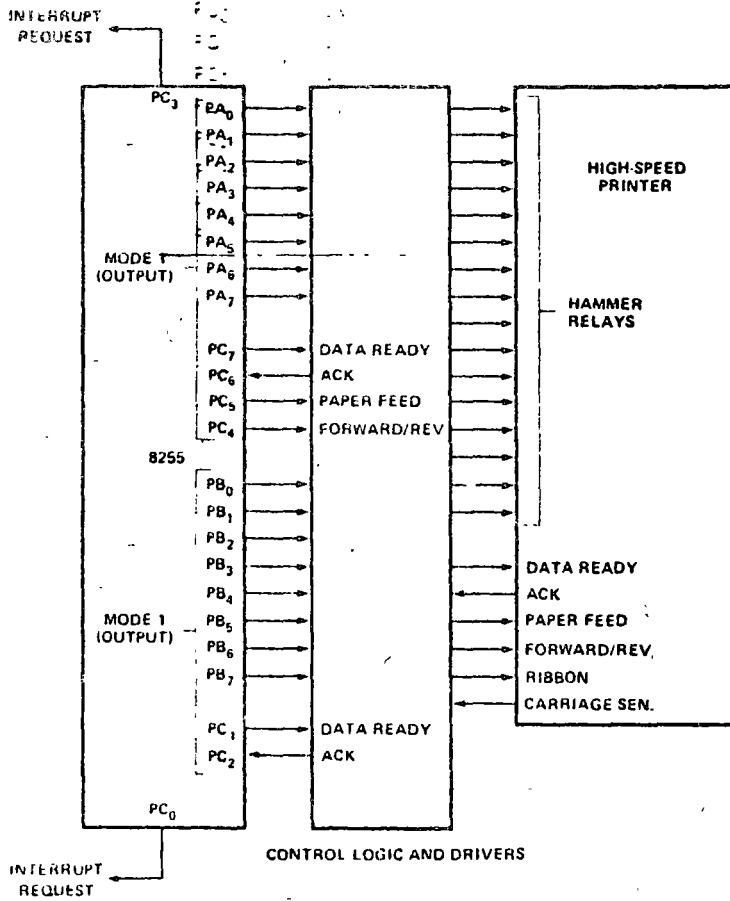 INTERRUPT
REQUEST
PC3
PA0
PA1
PA2
PA3
PA4
PA5
PA6
PA7
MODE 1
(OUTPUT)
PC7
PC6
PC5
PC4
DATA READY
ACK
PAPER FEED
FORWARD/REV
8255
PB0
PB1
PB2
PB3
PB4
PB5
PB6
PB7
MODE 1
(OUTPUT)
PC1
PC2
DATA READY
ACK
PC0
INTERRUPT
REQUEST
CONTROL LOGIC AND DRIVERS
HIGH-SPEED
PRINTER
HAMMER
RELAYS
DATA READY
ACK
PAPER FEED
FORWARD/REV.
RIBBON
CARRIAGE SEN.